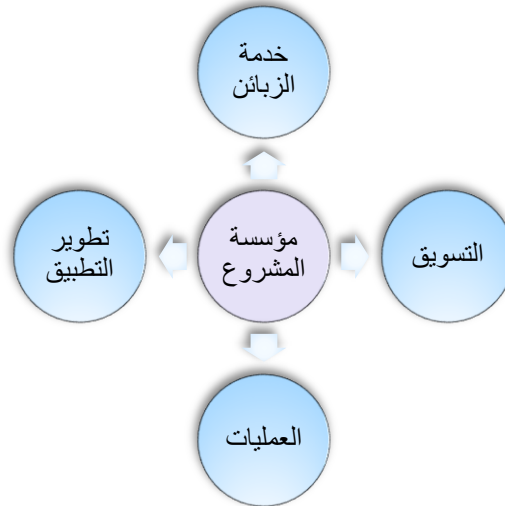 خدمة
الزبائن
تطوير
التطبيق
مؤسسة
المشروع
التسويق
العمليات